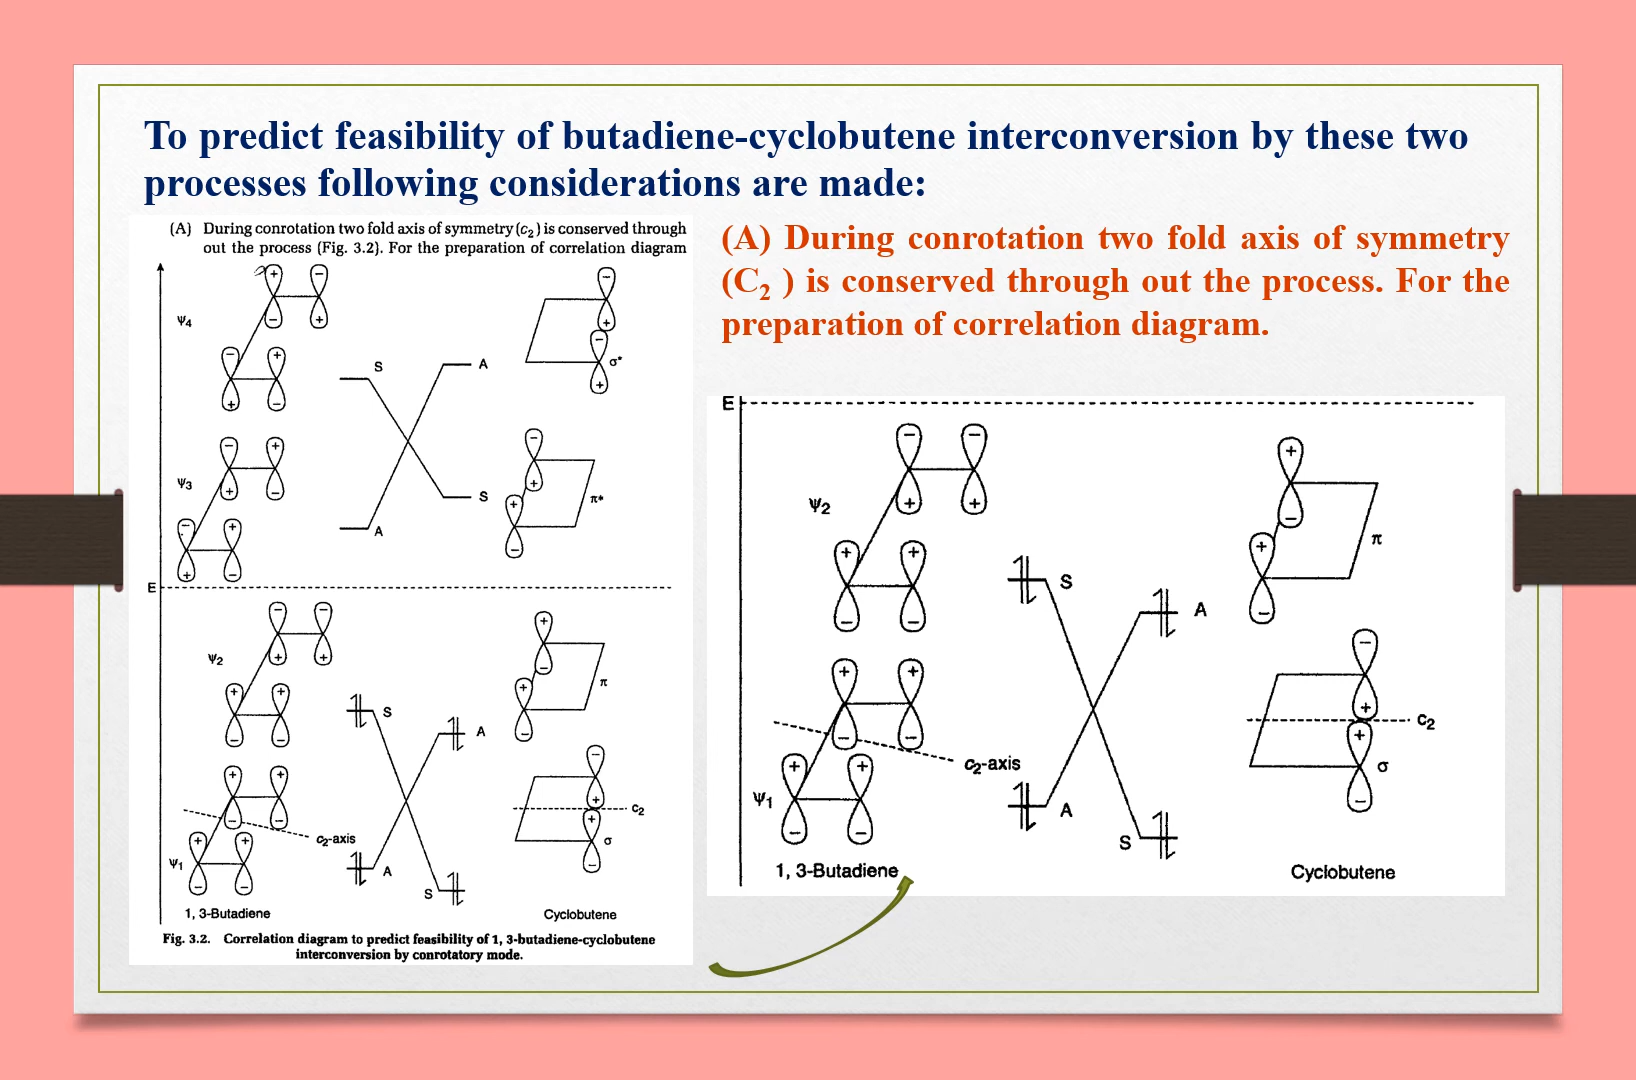 To predict feasibility of butadiene-cyclobutene interconversion by these two
processes following considerations are made:
(A) During conrotation two fold axis of symmetry (c₂) is conserved through
out the process (Fig. 3.2). For the preparation of correlation diagram
+ −
ψ₄
− +
− +
+ −
S
A
−
+
−
σ*
+
− +
ψ₃
+ −
− +
+ −
A
S
−
+
+
π*
−
E
− −
ψ₂
+ +
+ +
− −
S
A
+
−
+
π
−
+ +
− −
c₂-axis
+ +
ψ₁
− −
A
S
−
+
c₂
+
σ
−
1, 3-Butadiene
Cyclobutene
Fig. 3.2. Correlation diagram to predict feasibility of 1, 3-butadiene-cyclobutene
interconversion by conrotatory mode.
(A) During conrotation two fold axis of symmetry
(C₂ ) is conserved through out the process. For the
preparation of correlation diagram.
E
− −
ψ₂
+ +
+ +
− −
S
A
+
−
+
π
−
+ +
− −
c₂-axis
+ +
ψ₁
− −
A
S
−
+
c₂
+
σ
−
1, 3-Butadiene
Cyclobutene